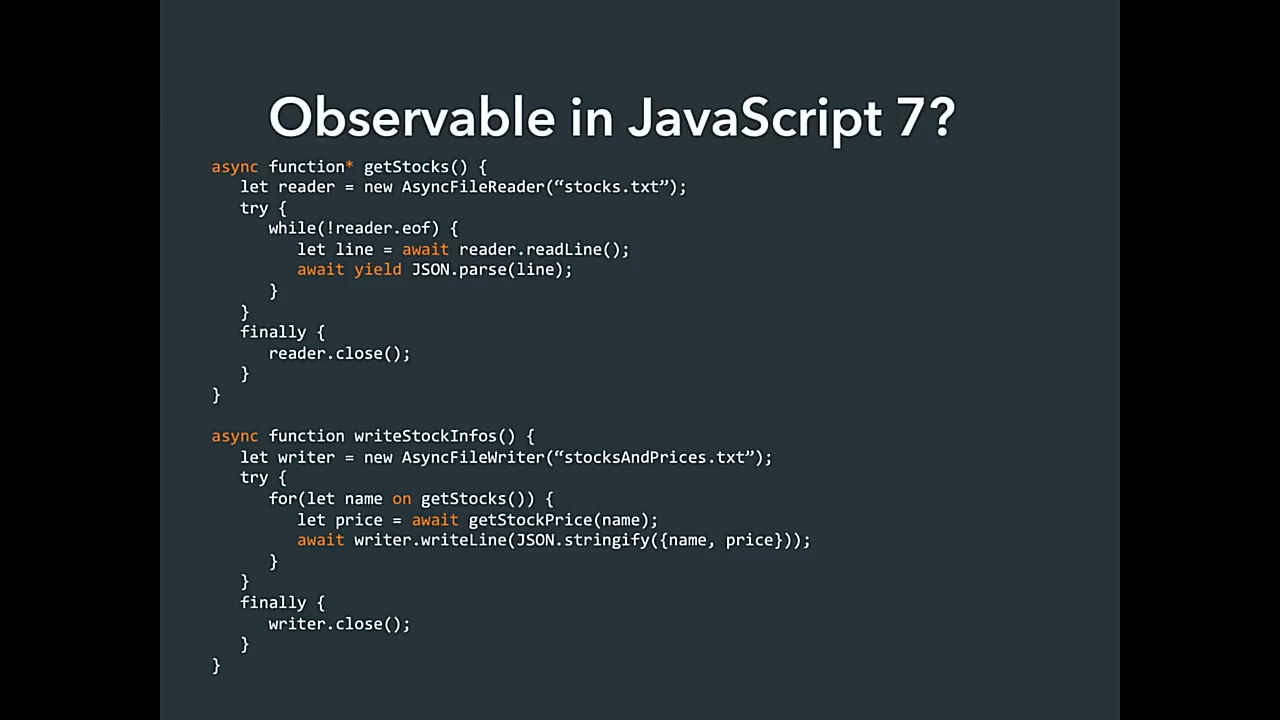 Observable in JavaScript 7?
async function* getStocks() {
   let reader = new AsyncFileReader(“stocks.txt”);
   try {
      while(!reader.eof) {
         let line = await reader.readLine();
         await yield JSON.parse(line);
      }
   }
   finally {
      reader.close();
   }
}
async function writeStockInfos() {
   let writer = new AsyncFileWriter(“stocksAndPrices.txt”);
   try {
      for(let name on getStocks()) {
         let price = await getStockPrice(name);
         await writer.writeLine(JSON.stringify({name, price}));
      }
   }
   finally {
      writer.close();
   }
}